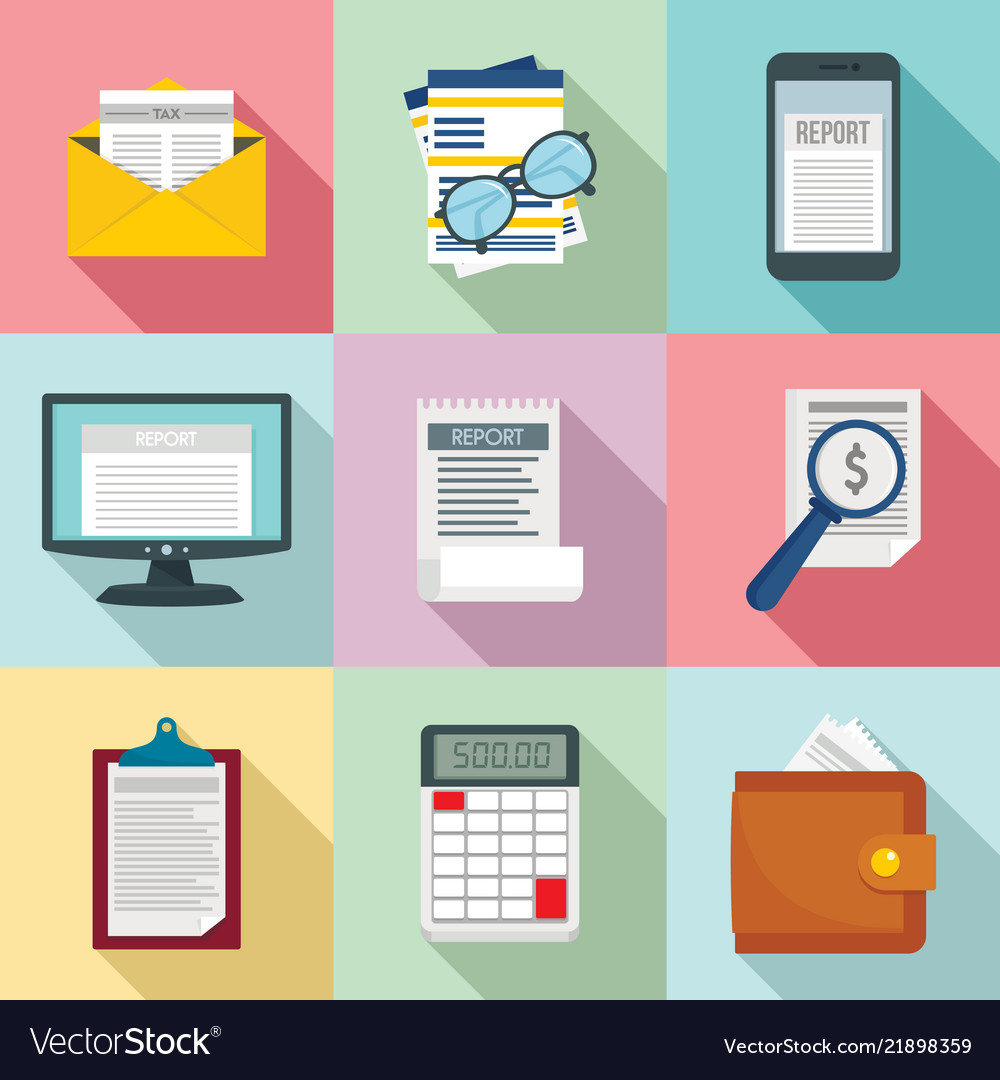 TAX
REPORT
REPORT
REPORT
$
500.00
VectorStock®
VectorStock.com/21898359